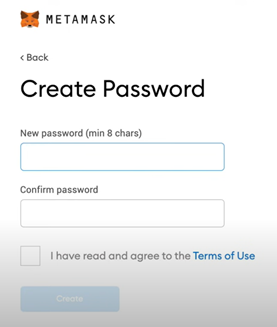 METAMASK
< Back
Create Password
New password (min 8 chars)
Confirm password
I have read and agree to the Terms of Use
Create